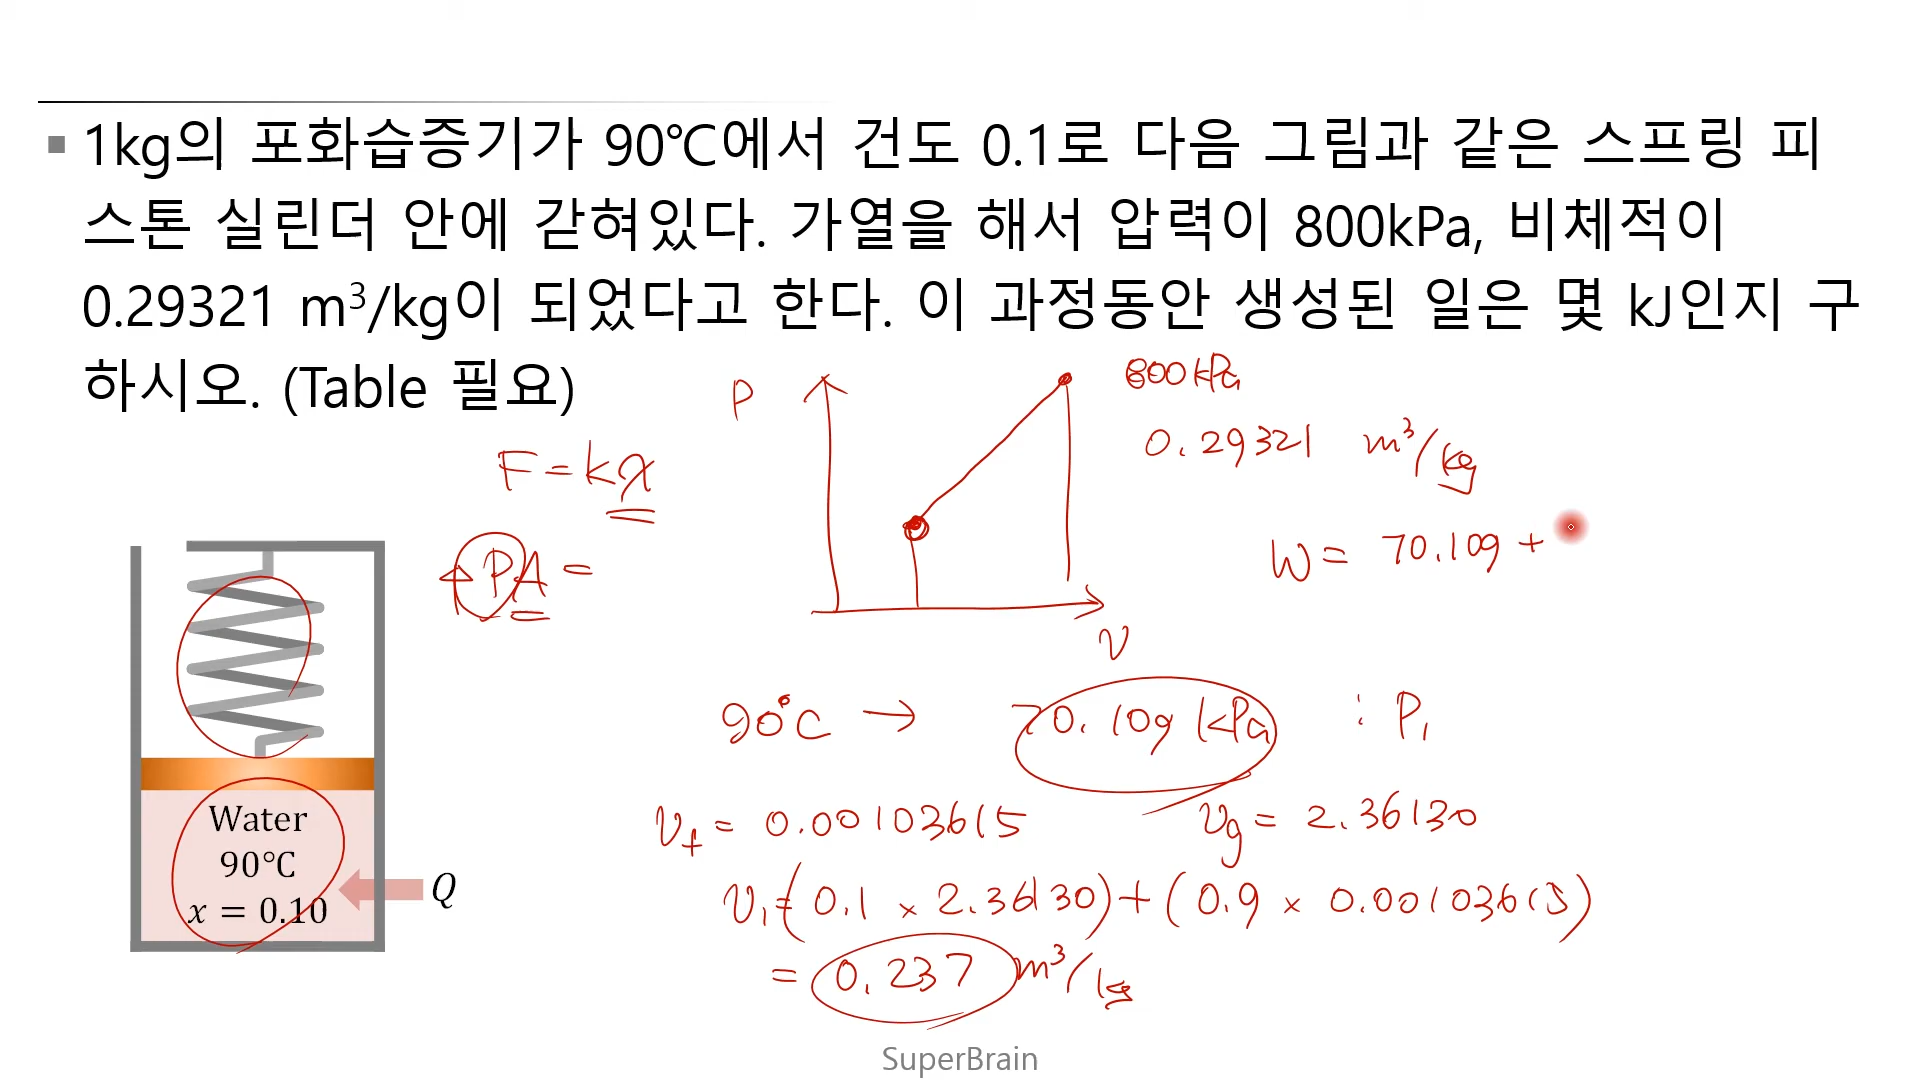 1kg의 포화습증기가 90℃에서 건도 0.1로 다음 그림과 같은 스프링 피
스톤 실린더 안에 갇혀있다. 가열을 해서 압력이 800kPa, 비체적이
0.29321 m³/kg이 되었다고 한다. 이 과정동안 생성된 일은 몇 kJ인지 구
하시오. (Table 필요)
P
800kPa
0.29321 m³/kg
F = kx
PA =
W = 70.109 +
V
90°C → 70.109 kPa : P₁
Water
90℃
x = 0.10
Q
v_f = 0.00103615
v_g = 2.36130
v₁ = (0.1 × 2.36130) + (0.9 × 0.00103615)
= 0.237 m³/kg
SuperBrain